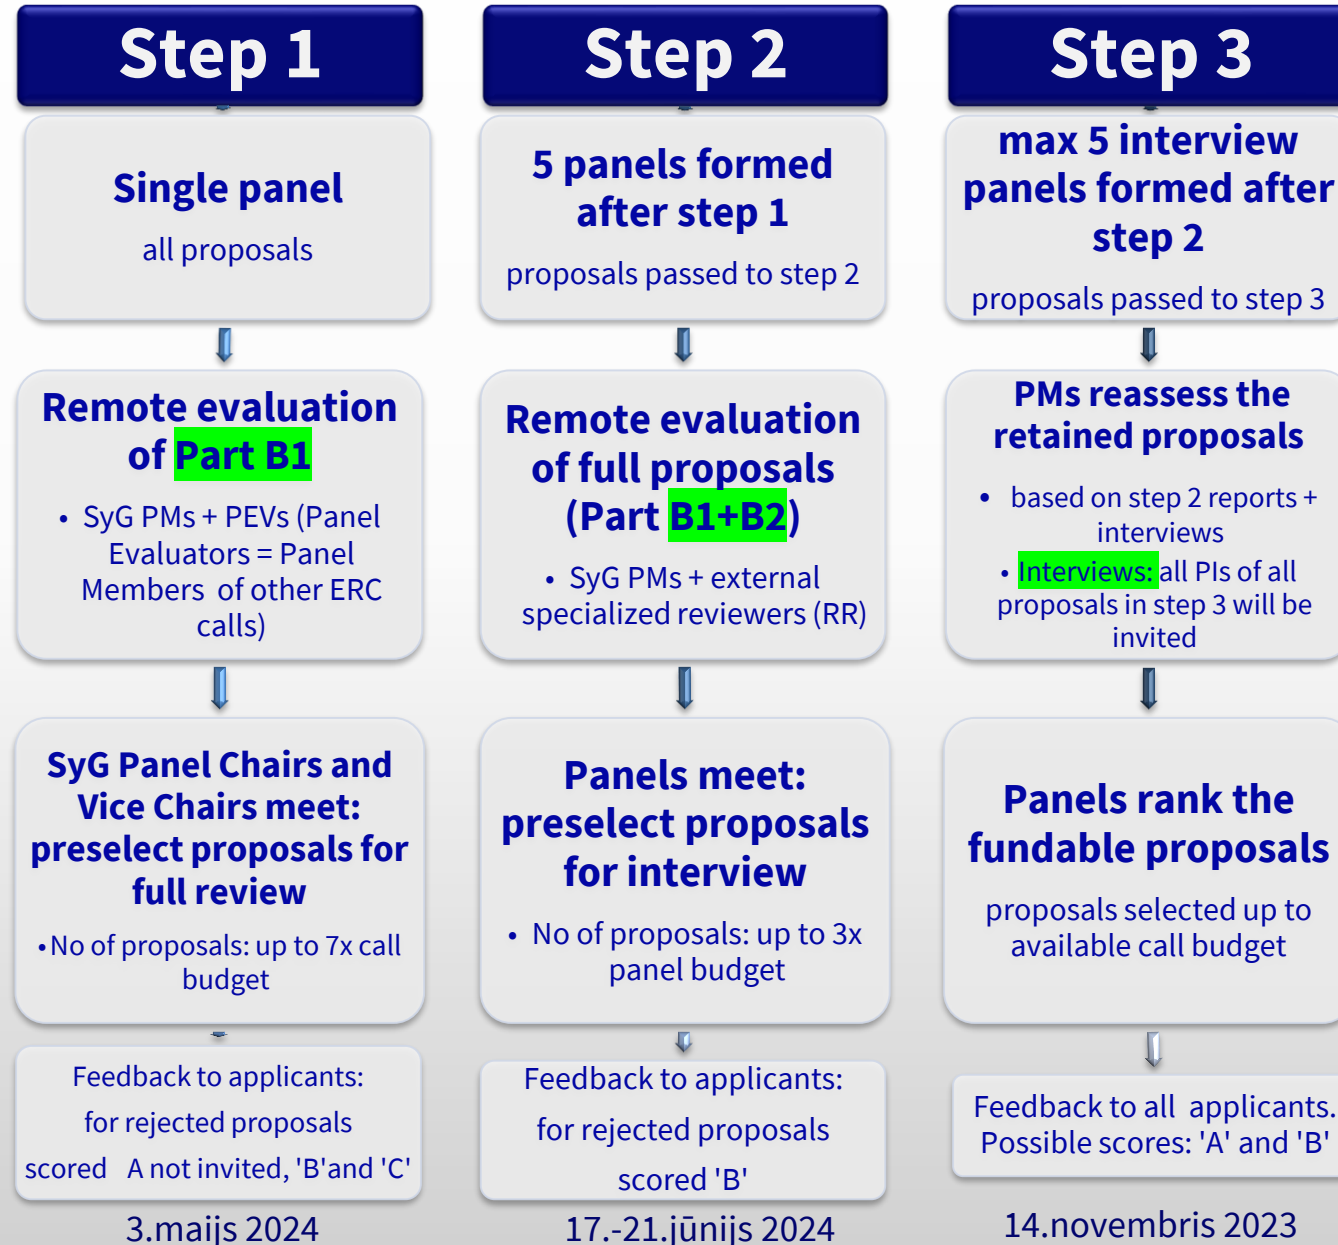 Step 1
Single panel
all proposals
Remote evaluation
of Part B1
• SyG PMs + PEVs (Panel
Evaluators = Panel
Members of other ERC
calls)
SyG Panel Chairs and
Vice Chairs meet:
preselect proposals for
full review
•No of proposals: up to 7x call
budget
Feedback to applicants:
for rejected proposals
scored A not invited, 'B'and 'C'
3.maijs 2024
Step 2
5 panels formed
after step 1
proposals passed to step 2
Remote evaluation
of full proposals
(Part B1+B2)
• SyG PMs + external
specialized reviewers (RR)
Panels meet:
preselect proposals
for interview
• No of proposals: up to 3x
panel budget
Feedback to applicants:
for rejected proposals
scored 'B'
17.-21.jūnijs 2024
Step 3
max 5 interview
panels formed after
step 2
proposals passed to step 3
PMs reassess the
retained proposals
• based on step 2 reports +
interviews
• Interviews: all PIs of all
proposals in step 3 will be
invited
Panels rank the
fundable proposals
proposals selected up to
available call budget
Feedback to all applicants.
Possible scores: 'A' and 'B'
14.novembris 2023